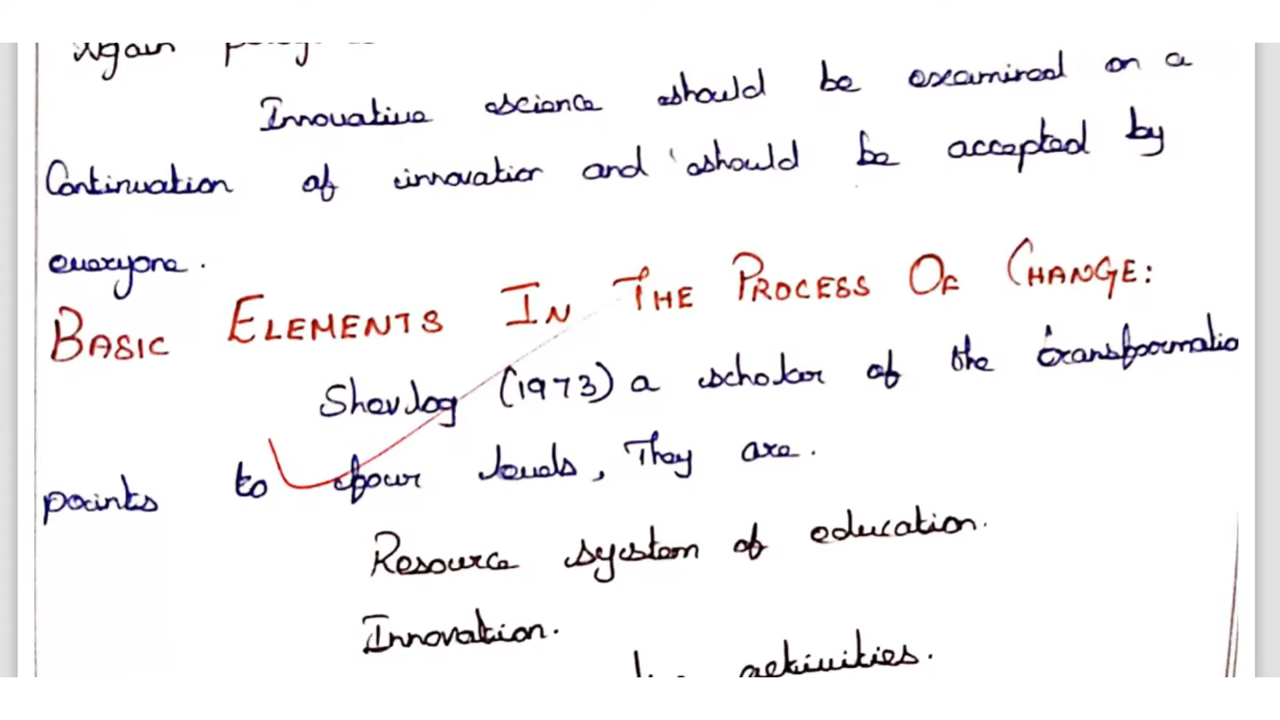 Again
Innovative science should be examined on a
Continuation of innovation and should be accepted by
everyone.
BASIC ELEMENTS IN THE PROCESS OF CHANGE:
Shevlog (1973) a scholar of the transformatio
points to four levels, They are.
Resource system of education.
Innovation.
activities.